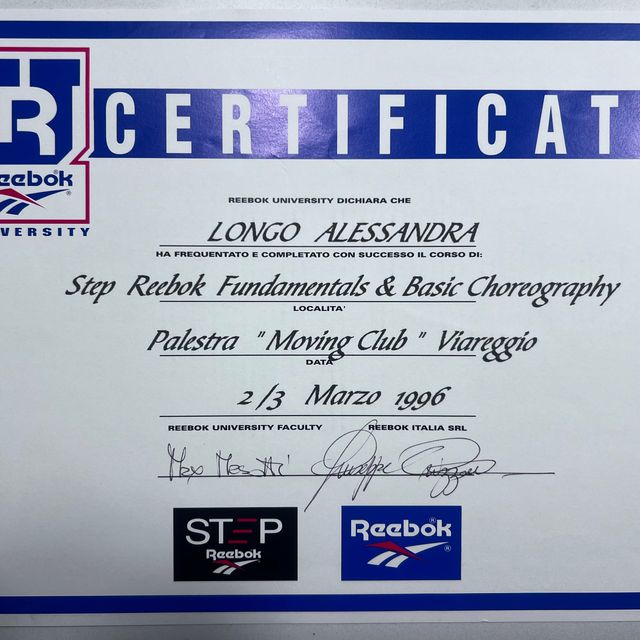 CERTIFICAT
R
eebok
VERSITY
REEBOK UNIVERSITY DICHIARA CHE
LONGO ALESSANDRA
HA FREQUENTATO E COMPLETATO CON SUCCESSO IL CORSO DI:
Step Reebok Fundamentals & Basic Choreography
LOCALITA'
Palestra "Moving Club" Viareggio
DATA
2/3 Marzo 1996
REEBOK UNIVERSITY FACULTY REEBOK ITALIA SRL
STEP
Reebok
Reebok